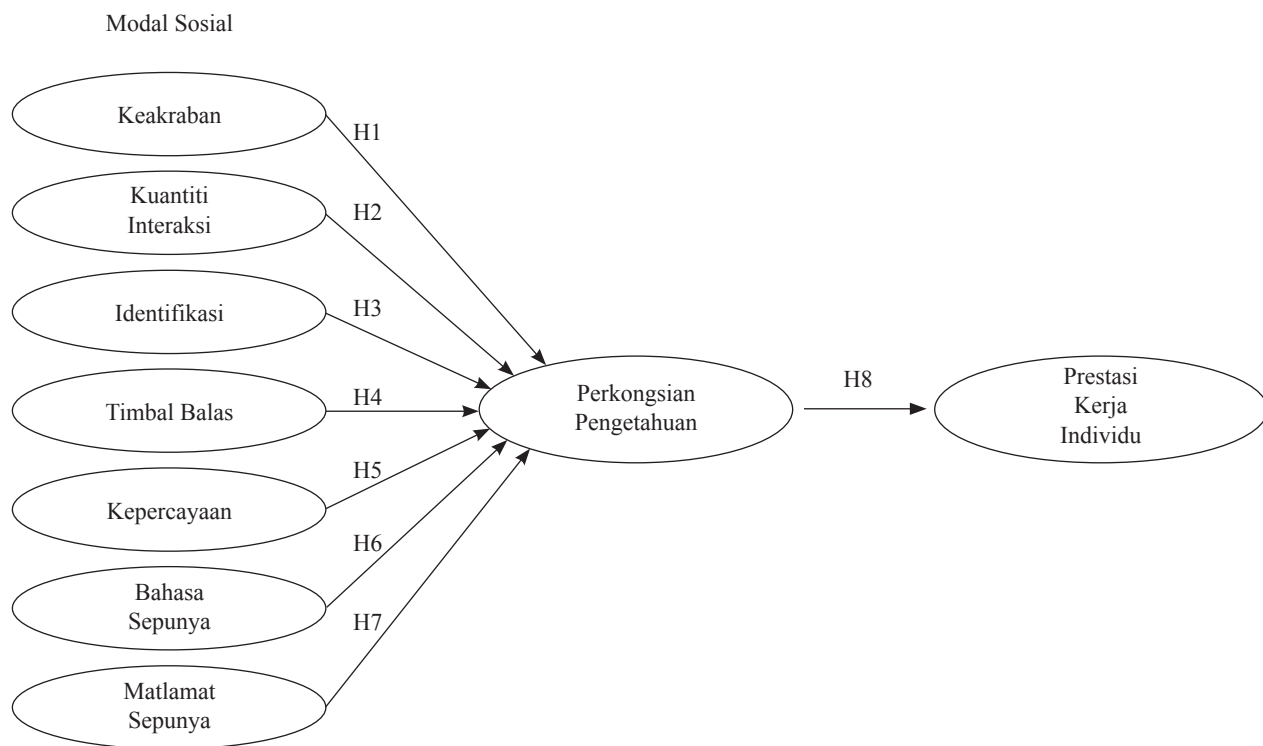 Modal Sosial
Keakraban
H1
Kuantiti
Interaksi
H2
Identifikasi
H3
Timbal Balas
H4
Kepercayaan
H5
Bahasa
Sepunya
H6
Matlamat
Sepunya
H7
Perkongsian
Pengetahuan
H8
Prestasi
Kerja
Individu